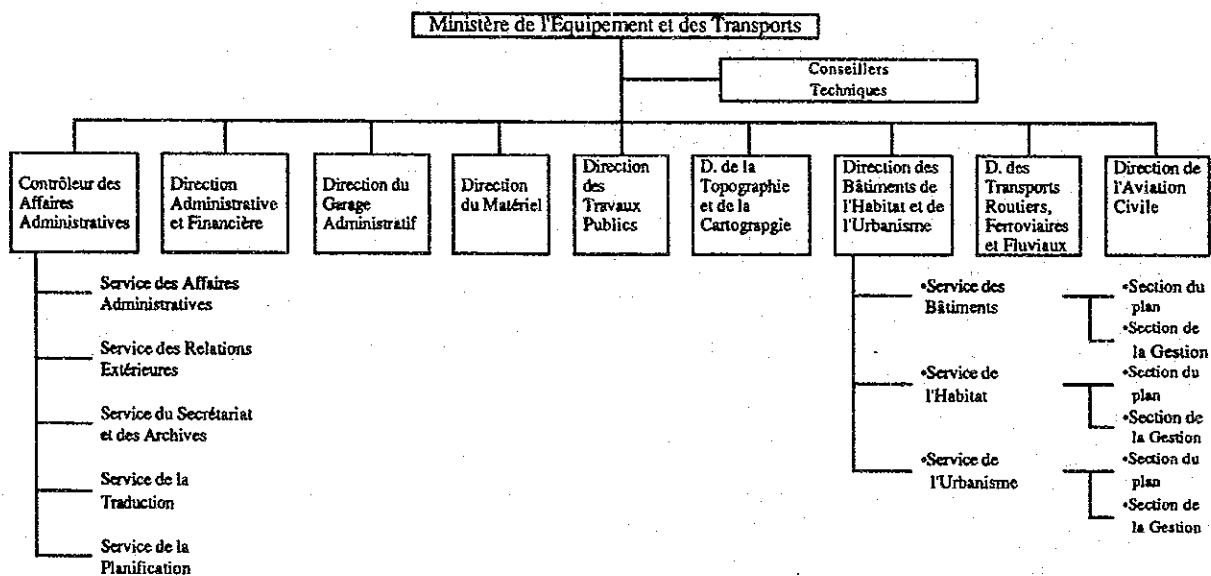 Ministère de l'Equipement et des Transports
Conseillers
Techniques
Contrôleur des
Affaires
Administratives
Direction
Administrative
et Financière
Direction du
Garage
Administratif
Direction
du Matériel
Direction
des
Travaux
Publics
D. de la
Topographie
et de la
Cartograpgie
Direction des
Bâtiments de
l'Habitat et de
l'Urbanisme
D. des
Transports
Routiers,
Ferroviaires
et Fluviaux
Direction de
l'Aviation
Civile
Service des Affaires
Administratives
Service des Relations
Extérieures
Service du Secrétariat
et des Archives
Service de la
Traduction
Service de la
Planification
•Service des
Bâtiments
•Section du
plan
•Section de
la Gestion
•Service de
l'Habitat
•Section du
plan
•Section de
la Gestion
•Service de
l'Urbanisme
•Section du
plan
•Section de
la Gestion